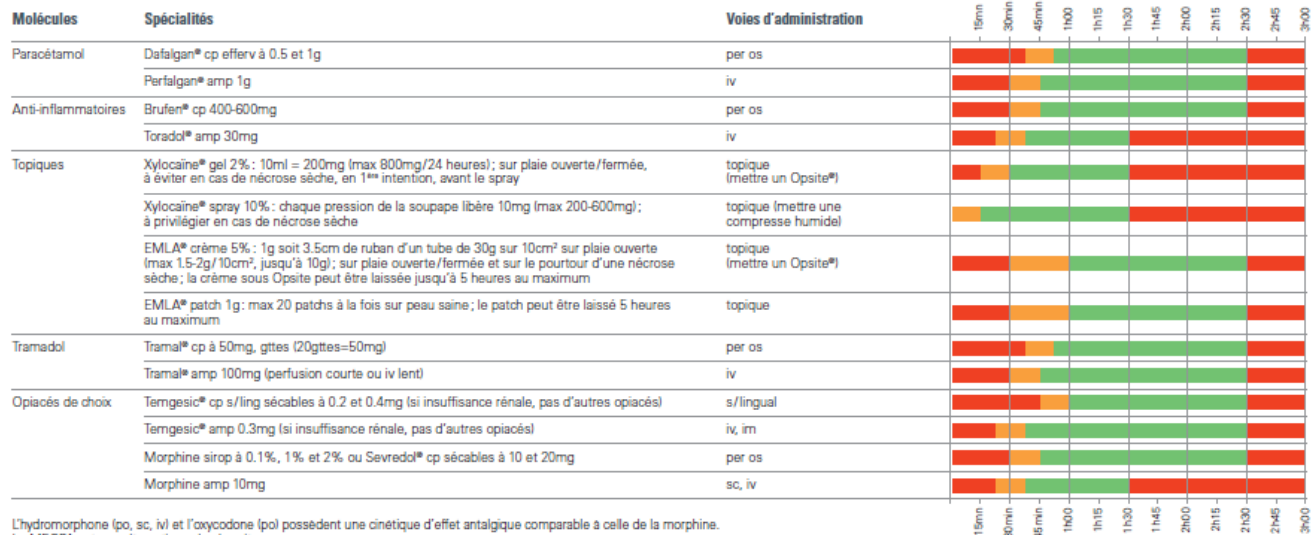 Molécules Spécialités Voies d'administration 15mn 30min 45min 1h00 1h15 1h30 1h45 2h00 2h15 2h30 2h45 3h00
Paracétamol Dafalgan® cp efferv à 0.5 et 1g per os
Perfalgan® amp 1g iv
Anti-inflammatoires Brufen® cp 400-600mg per os
Toradol® amp 30mg iv
Topiques Xylocaïne® gel 2% : 10ml = 200mg (max 800mg/24 heures) ; sur plaie ouverte/fermée, topique
à éviter en cas de nécrose sèche, en 1ère intention, avant le spray (mettre un Opsite®)
Xylocaïne® spray 10% : chaque pression de la soupape libère 10mg (max 200-600mg) ; topique (mettre une
à privilégier en cas de nécrose sèche compresse humide)
EMLA® crème 5% : 1g soit 3.5cm de ruban d'un tube de 30g sur 10cm² sur plaie ouverte topique
(max 1.5-2g/10cm², jusqu'à 10g) ; sur plaie ouverte/fermée et sur le pourtour d'une nécrose (mettre un Opsite®)
sèche ; la crème sous Opsite peut être laissée jusqu'à 5 heures au maximum
EMLA® patch 1g : max 20 patchs à la fois sur peau saine ; le patch peut être laissé 5 heures topique
au maximum
Tramadol Tramal® cp à 50mg, gttes (20gttes=50mg) per os
Tramal® amp 100mg (perfusion courte ou iv lent) iv
Opiacés de choix Temgesic® cp s/ling sécables à 0.2 et 0.4mg (si insuffisance rénale, pas d'autres opiacés) s/lingual
Temgesic® amp 0.3mg (si insuffisance rénale, pas d'autres opiacés) iv, im
Morphine sirop à 0.1%, 1% et 2% ou Sevredol® cp sécables à 10 et 20mg per os
Morphine amp 10mg sc, iv
L'hydromorphone (po, sc, iv) et l'oxycodone (po) possèdent une cinétique d'effet antalgique comparable à celle de la morphine.
15mn 30min 45min 1h00 1h15 1h30 1h45 2h00 2h15 2h30 2h45 3h00